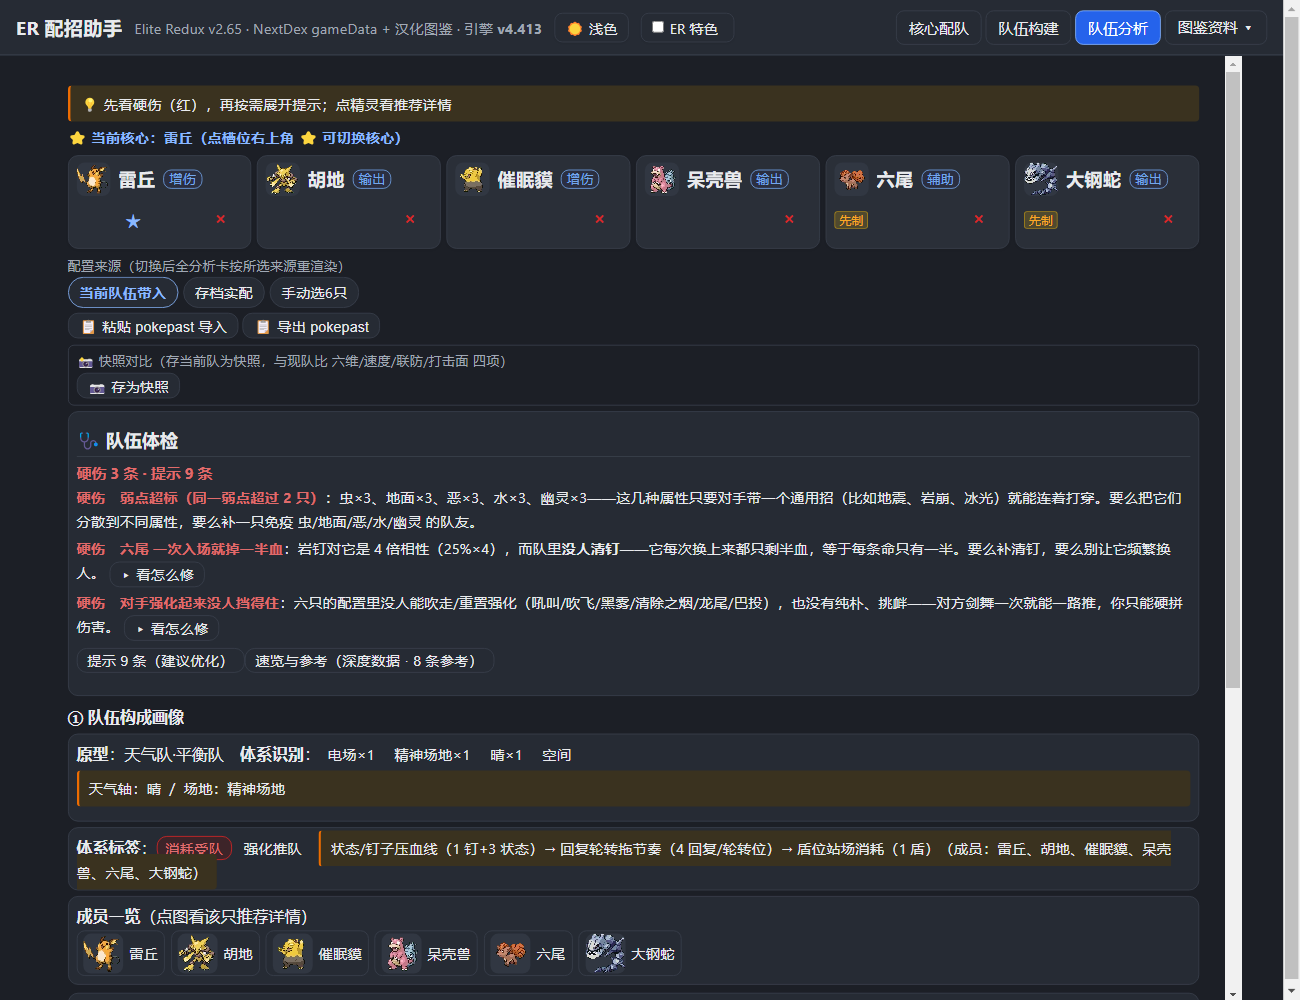 ER 配招助手 Elite Redux v2.65 · NextDex gameData + 汉化图鉴 · 引擎 v4.413 浅色 ER 特色 核心配队 队伍构建 队伍分析 图鉴资料 ▼
💡 先看硬伤（红），再按需展开提示；点精灵看推荐详情
⭐ 当前核心：雷丘（点槽位右上角 ⭐ 可切换核心）
雷丘 增伤 胡地 输出 催眠貘 增伤 呆壳兽 输出 六尾 辅助 大钢蛇 输出
★ × × × × 先制 × 先制 ×
配置来源（切换后全分析卡按所选来源重渲染）
当前队伍带入 存档实配 手动选6只
📋 粘贴 pokepast 导入 📋 导出 pokepast
📸 快照对比（存当前队为快照，与现队比 六维/速度/联防/打击面 四项）
📷 存为快照
🩺 队伍体检
硬伤 3 条 · 提示 9 条
硬伤 弱点超标（同一弱点超过 2 只）：虫×3、地面×3、恶×3、水×3、幽灵×3——这几种属性只要对手带一个通用招（比如地震、岩崩、冰光）就能连着打穿。要么把它们
分散到不同属性，要么补一只免疫 虫/地面/恶/水/幽灵 的队友。
硬伤 六尾 一次入场就掉一半血：岩钉对它是 4 倍相性（25%×4），而队里没人清钉——它每次换上来都只剩半血，等于每条命只有一半。要么补清钉，要么别让它频繁换
人。 ▸ 看怎么修
硬伤 对手强化起来没人挡得住：六只的配置里没人能吹走/重置强化（吼叫/吹飞/黑雾/清除之烟/龙尾/巴投），也没有纯朴、挑衅——对方剑舞一次就能一路推，你只能硬拼
伤害。 ▸ 看怎么修
提示 9 条（建议优化） 速览与参考（深度数据 · 8 条参考）
① 队伍构成画像
原型：天气队·平衡队 体系识别： 电场×1 精神场地×1 晴×1 空间
天气轴：晴 / 场地：精神场地
体系标签： 消耗受队 强化推队 状态/钉子压血线（1 钉+3 状态）→ 回复轮转拖节奏（4 回复/轮转位）→ 盾位站场消耗（1 盾）（成员：雷丘、胡地、催眠貘、呆壳
兽、六尾、大钢蛇）
成员一览（点图看该只推荐详情）
雷丘 胡地 催眠貘 呆壳兽 六尾 大钢蛇